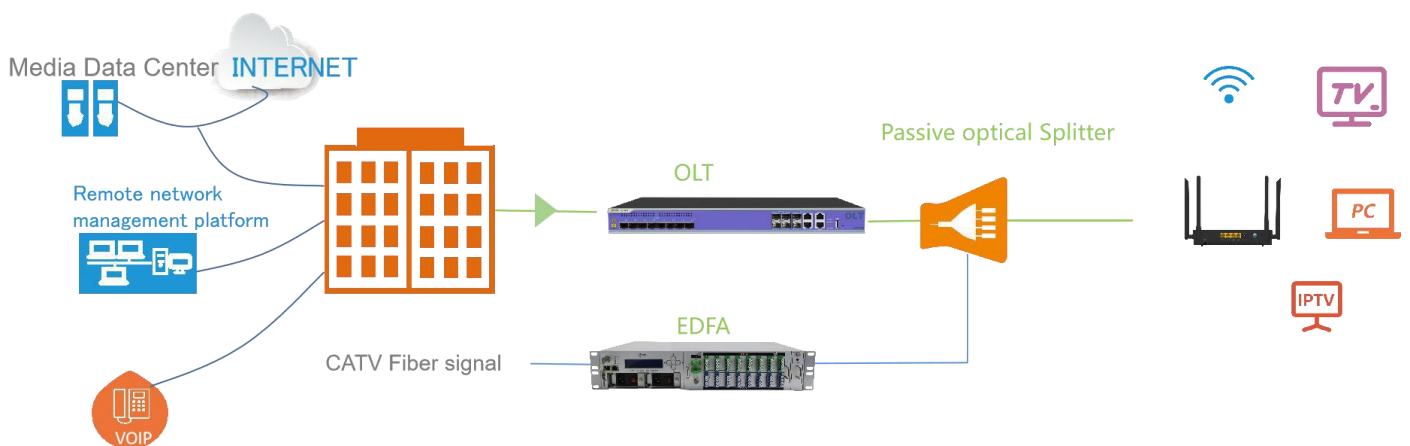 Media Data Center
INTERNET
Remote network
management platform
VOIP
OLT
OLT
EDFA
CATV Fiber signal
Passive optical Splitter
TV
PC
IPTV